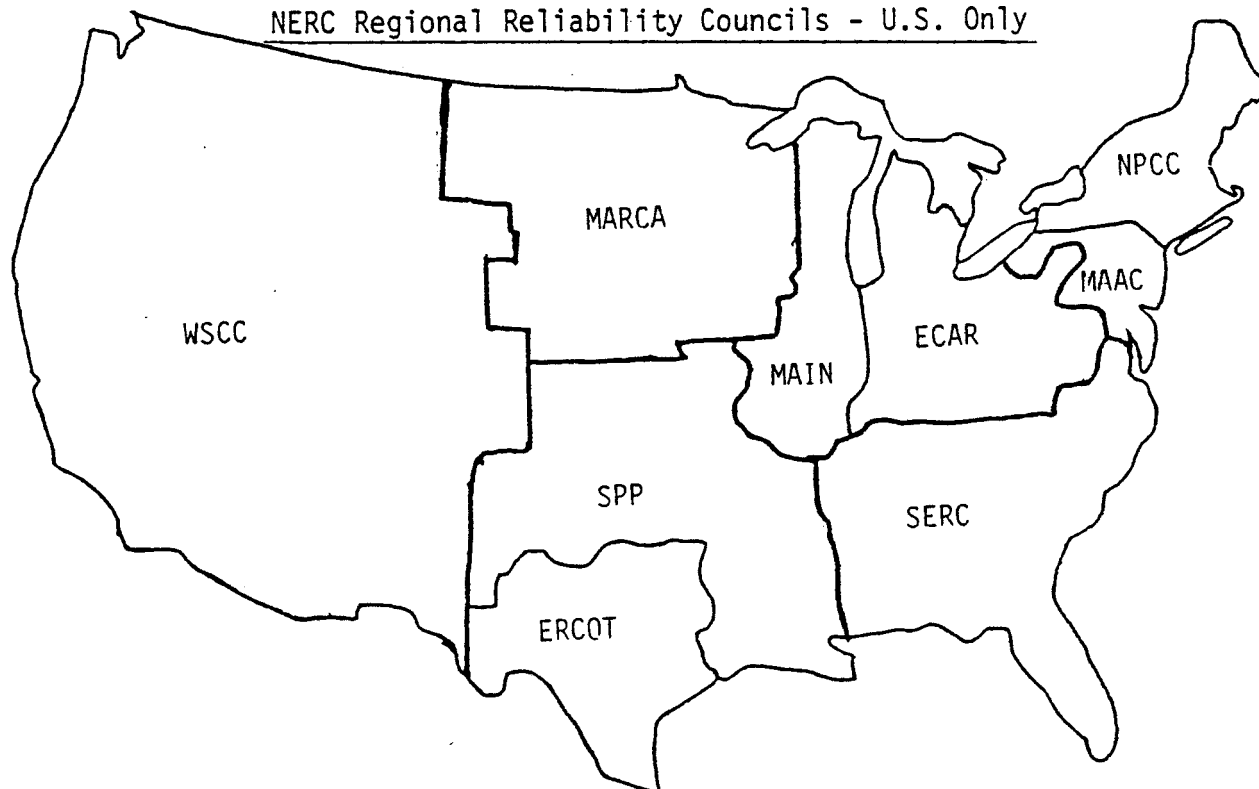 NERC Regional Reliability Councils - U.S. Only
NPCC
MARCA
MAAC
WSCC
ECAR
MAIN
SPP
SERC
ERCOT